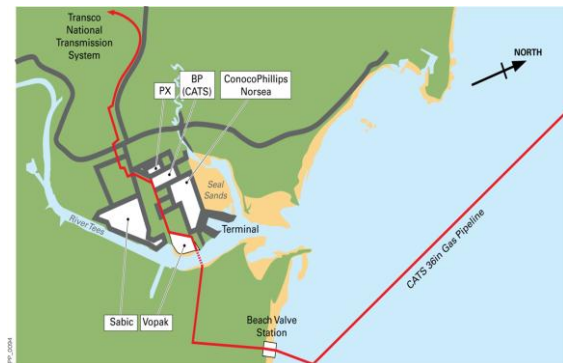 Transco
National
Transmission
System
PX
BP
(CATS)
ConocoPhillips
Norsea
NORTH
Seal
Sands
River Tees
Terminal
CATS 36in Gas Pipeline
Sabic
Vopak
Beach Valve
Station
PP_0094